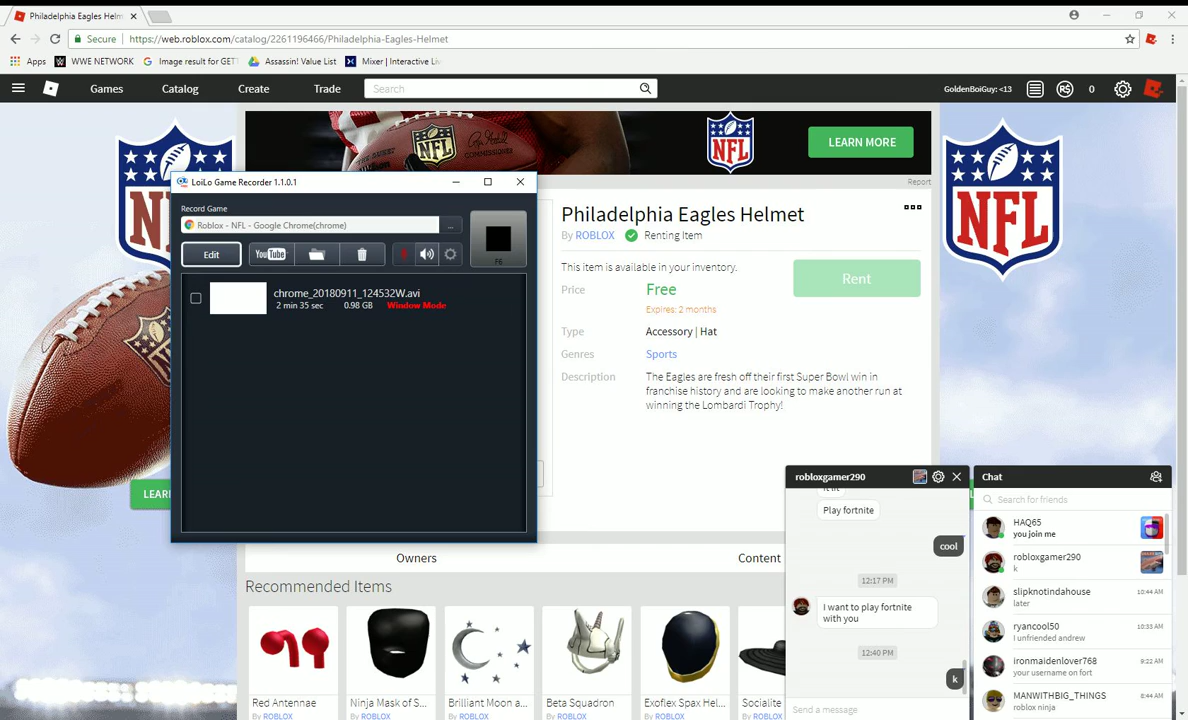 Philadelphia Eagles Helm
Secure
https://web.roblox.com/catalog/2261196466/Philadelphia-Eagles-Helmet
Apps
WWE NETWORK
Image result for GET
Assassin! Value List
Mixer | Interactive Liv
Games
Catalog
Create
Trade
Search
GoldenBoiGuy: <13
R$
0
NFL
LEARN MORE
Report
LoiLo Game Recorder 1.1.0.1
Record Game
Roblox - NFL - Google Chrome(chrome)
...
Edit
YouTube
F6
chrome_20180911_124532W.avi
2 min 35 sec
0.98 GB
Window Mode
Philadelphia Eagles Helmet
By ROBLOX
Renting Item
This item is available in your inventory.
Rent
Price
Free
Expires: 2 months
Type
Accessory | Hat
Genres
Sports
Description
The Eagles are fresh off their first Super Bowl win in
franchise history and are looking to make another run at
winning the Lombardi Trophy!
NFL
LEAR
Owners
Content
Recommended Items
Red Antennae
By ROBLOX
Ninja Mask of S...
By ROBLOX
Brilliant Moon a...
By ROBLOX
Beta Squadron
By ROBLOX
Exoflex Spax Hel...
By ROBLOX
Socialite
By ROBLOX
robloxgamer290
Play fortnite
cool
12:17 PM
I want to play fortnite
with you
12:40 PM
k
Send a message
Chat
Search for friends
HAQ65
you join me
robloxgamer290
k
slipknotindahouse
10:44 AM
later
ryancool50
10:33 AM
I unfriended andrew
ironmaidenlover768
9:22 AM
your username on fort
MANWITHBIG_THINGS
8:44 AM
roblox ninja